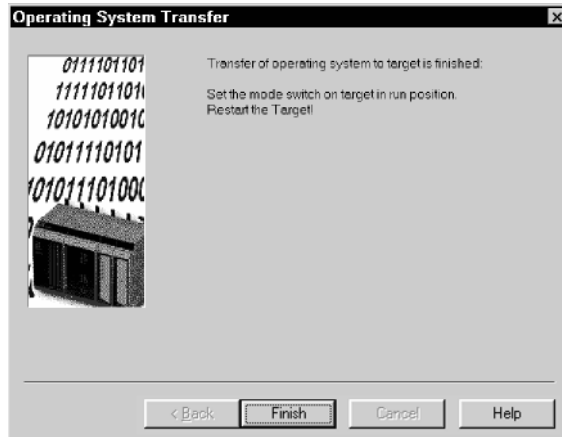 Operating System Transfer
0111101101
1111101101
1010101001
01011110101
10101110100
Transfer of operating system to target is finished:
Set the mode switch on target in run position.
Restart the Target!
< Back
Finish
Cancel
Help